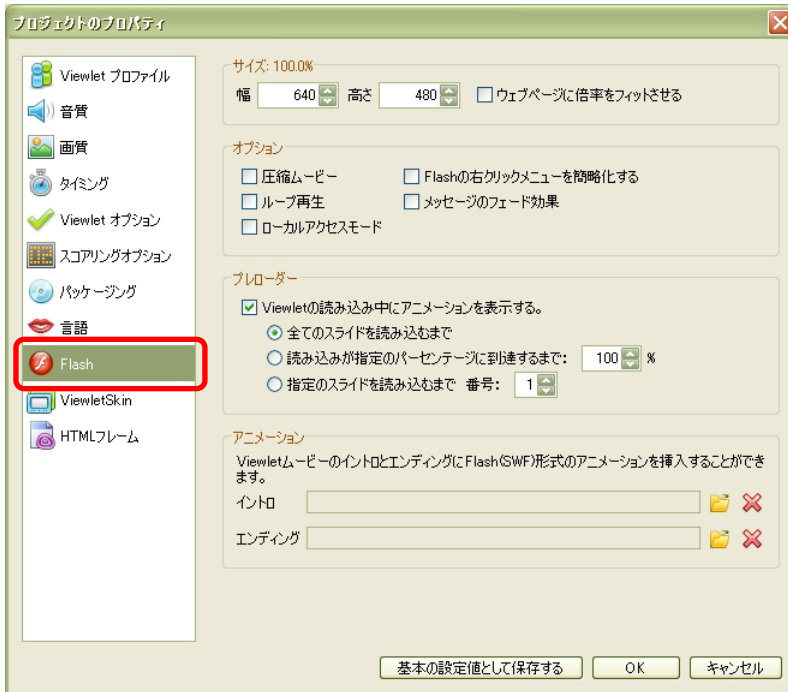 プロジェクトのプロパティ
Viewlet プロファイル
音質
画質
タイミング
Viewlet オプション
スコアリングオプション
パッケージング
言語
Flash
ViewletSkin
HTMLフレーム
サイズ: 100.0%
幅 640 高さ 480 ウェブページに倍率をフィットさせる
オプション
圧縮ムービー Flashの右クリックメニューを簡略化する
ループ再生 メッセージのフェード効果
ローカルアクセスモード
プレローダー
Viewletの読み込み中にアニメーションを表示する。
全てのスライドを読み込むまで
読み込みが指定のパーセンテージに到達するまで: 100 %
指定のスライドを読み込むまで 番号: 1
アニメーション
ViewletムービーのイントロとエンディングにFlash(SWF)形式のアニメーションを挿入することができ
ます。
イントロ
エンディング
基本の設定値として保存する OK キャンセル